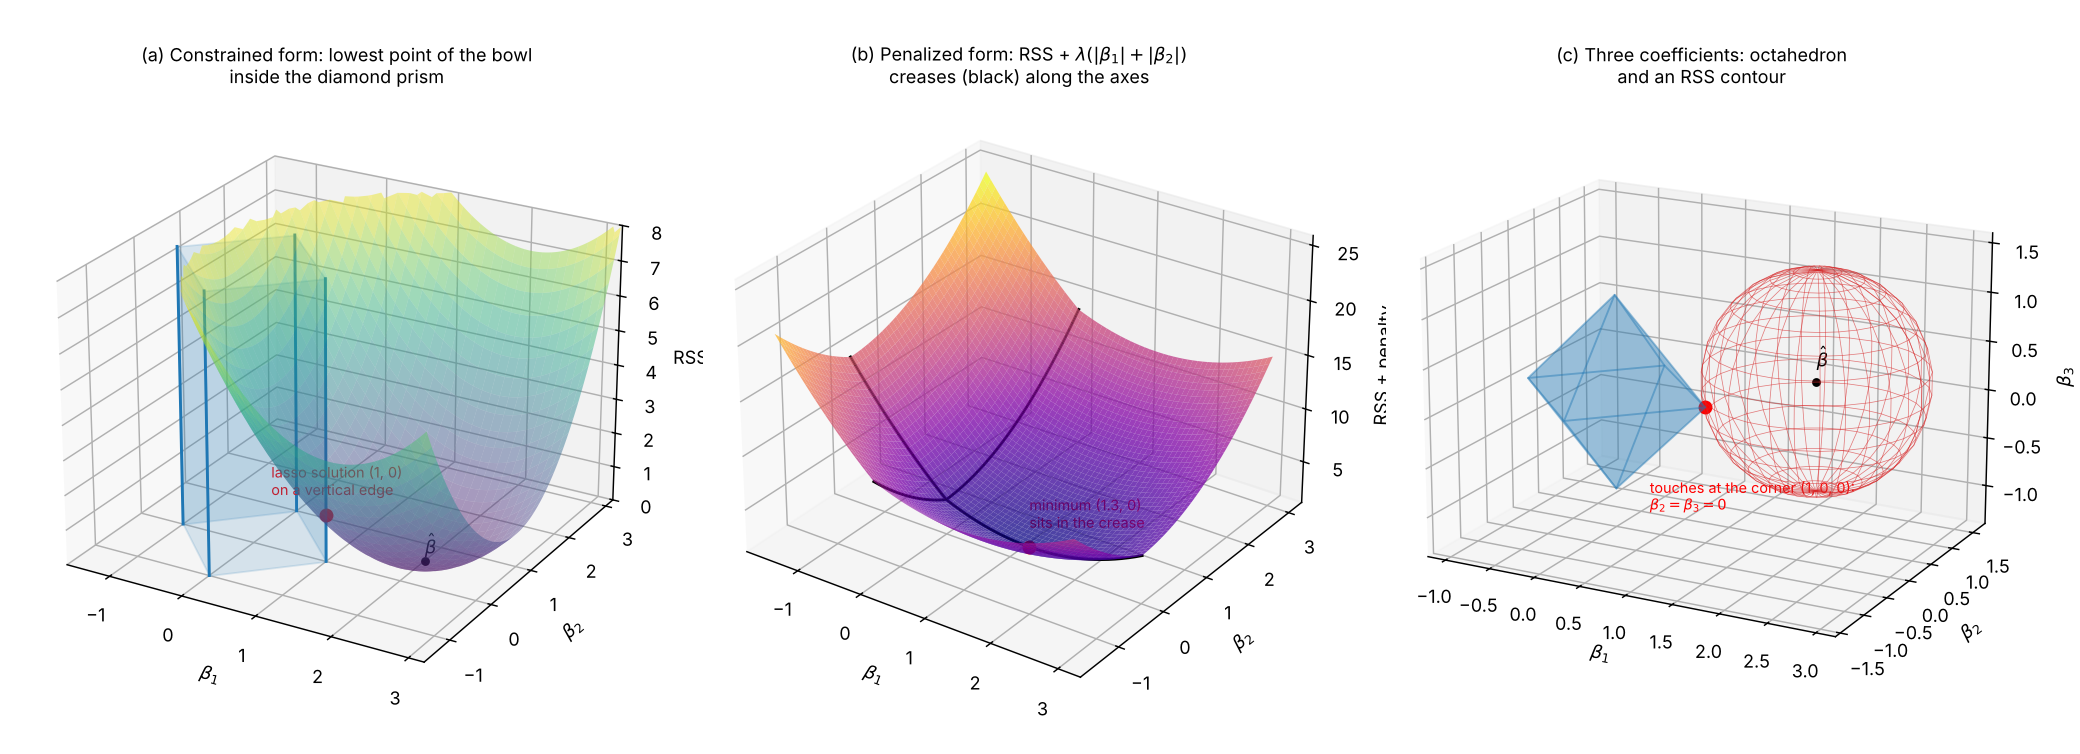 (a) Constrained form: lowest point of the bowl
inside the diamond prism
8
7
6
5
4
3
2
1
0
RSS
lasso solution (1, 0)
on a vertical edge
β̂
−1
0
1
2
3
β₁
−1
0
1
2
3
β₂
(b) Penalized form: RSS + λ(|β₁| + |β₂|)
creases (black) along the axes
25
20
15
10
5
RSS + penalty
minimum (1.3, 0)
sits in the crease
−1
0
1
2
3
β₁
−1
0
1
2
3
β₂
(c) Three coefficients: octahedron
and an RSS contour
1.5
1.0
0.5
0.0
−0.5
−1.0
β₃
β̂
touches at the corner (1, 0, 0):
β₂ = β₃ = 0
−1.0
−0.5
0.0
0.5
1.0
1.5
2.0
2.5
3.0
β₁
−1.5
−1.0
−0.5
0.0
0.5
1.0
1.5
β₂